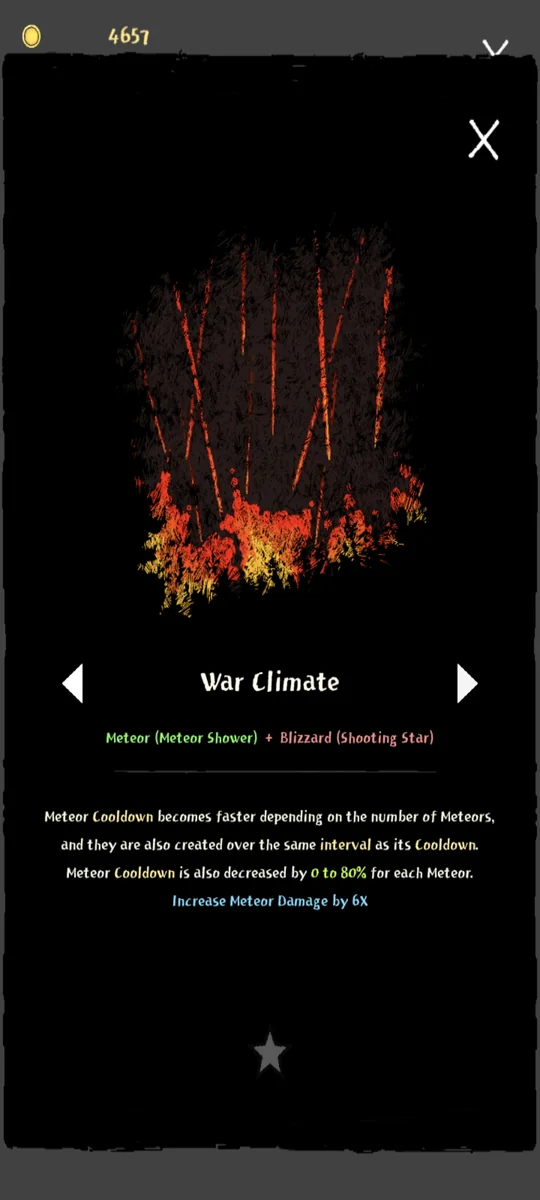 4657
War Climate
Meteor (Meteor Shower) + Blizzard (Shooting Star)
Meteor Cooldown becomes faster depending on the number of Meteors,
and they are also created over the same interval as its Cooldown.
Meteor Cooldown is also decreased by 0 to 80% for each Meteor.
Increase Meteor Damage by 6X